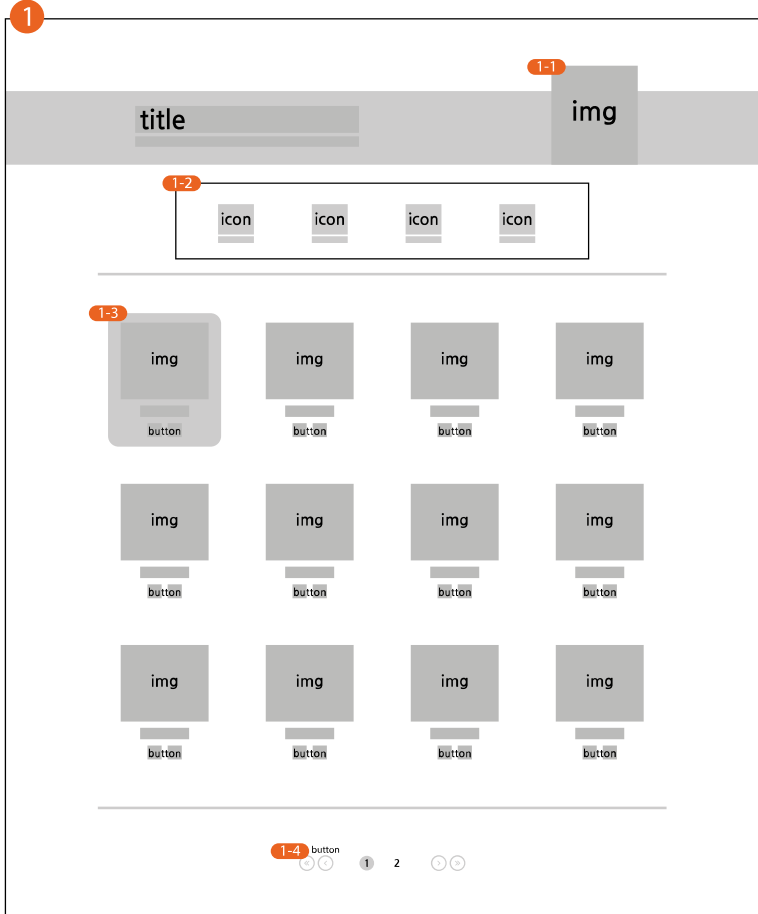 1
1-1
title
img
1-2
icon icon icon icon
1-3
img img img img
button button button button
img img img img
button button button button
img img img img
button button button button
1-4 button
« ‹ 1 2 › »